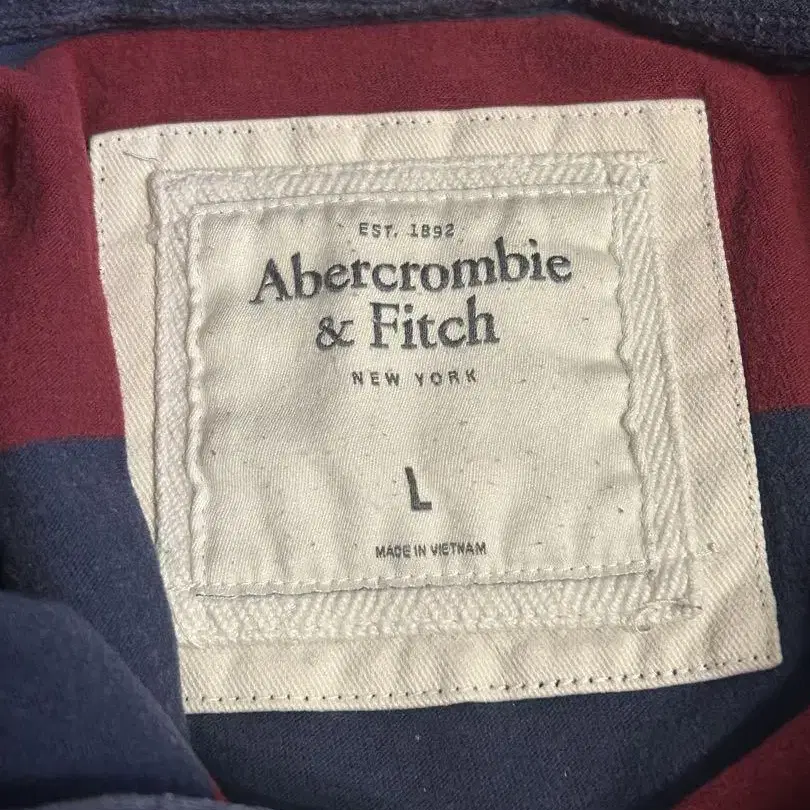 EST. 1892
Abercrombie
& Fitch
NEW YORK
L
MADE IN VIETNAM